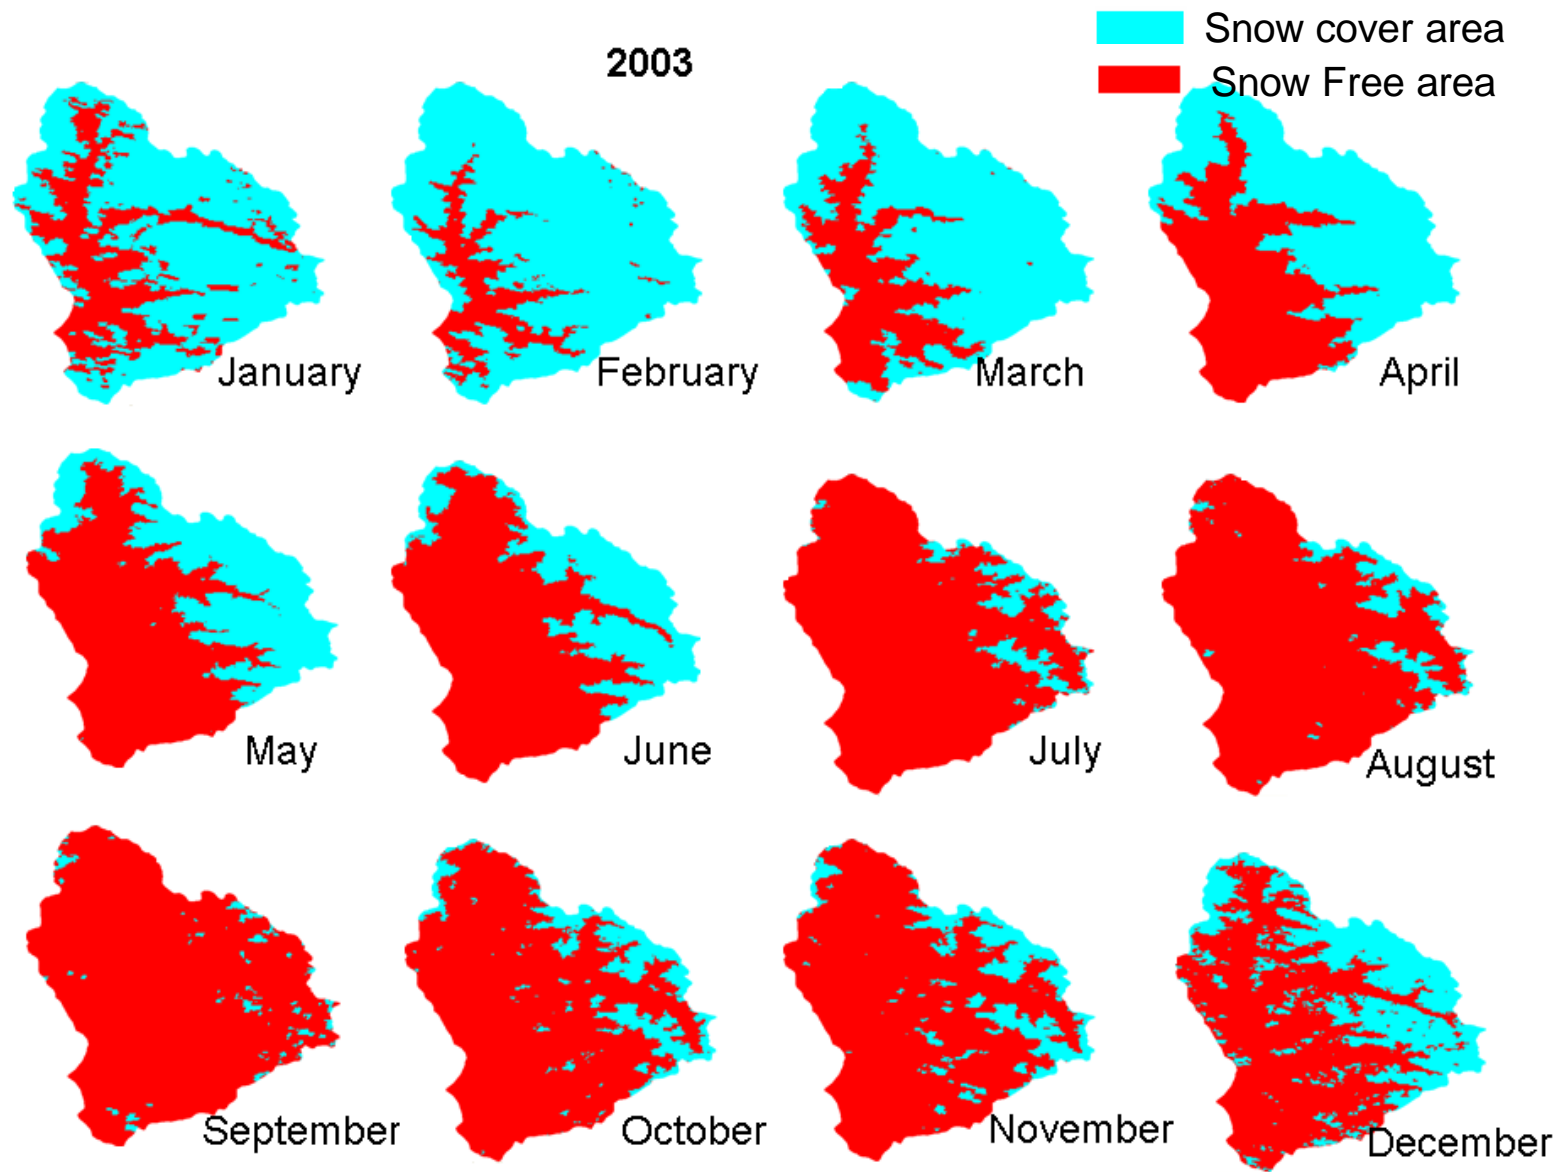 Snow cover area
2003
Snow Free area
January
February
March
April
May
June
July
August
September
October
November
December